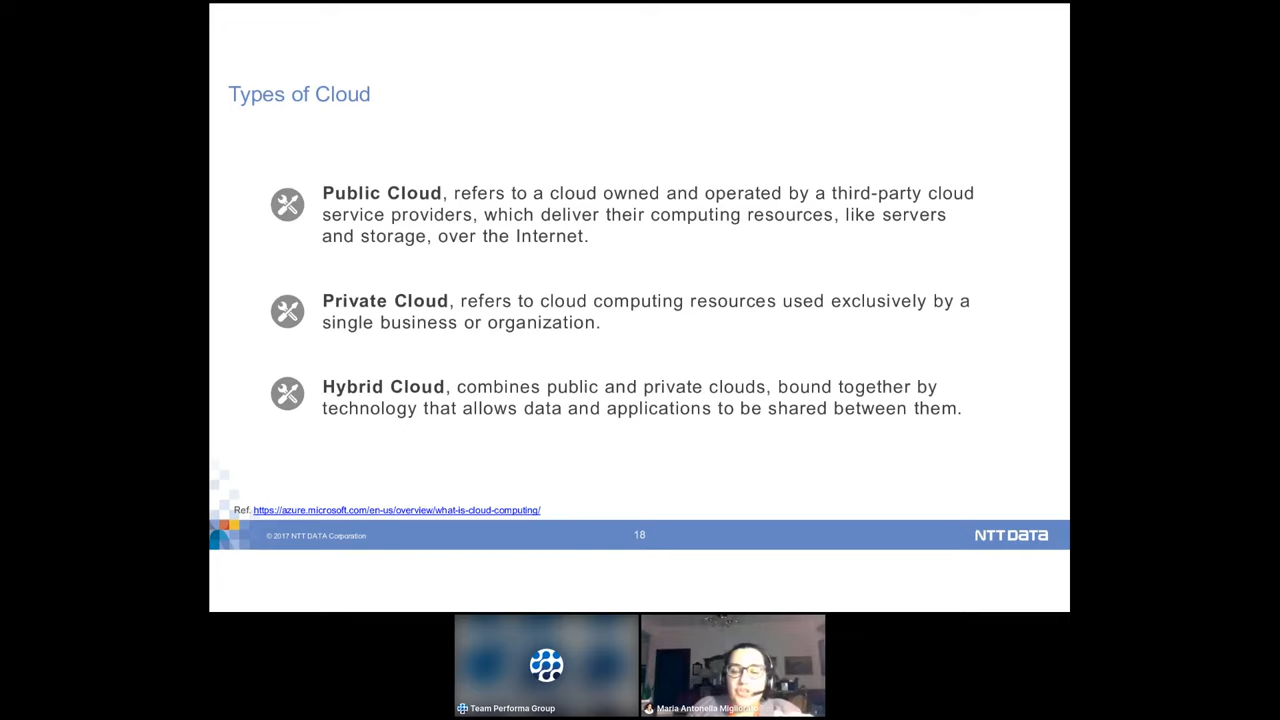 Types of Cloud
Public Cloud, refers to a cloud owned and operated by a third-party cloud
service providers, which deliver their computing resources, like servers
and storage, over the Internet.
Private Cloud, refers to cloud computing resources used exclusively by a
single business or organization.
Hybrid Cloud, combines public and private clouds, bound together by
technology that allows data and applications to be shared between them.
Ref. https://azure.microsoft.com/en-us/overview/what-is-cloud-computing/
© 2017 NTT DATA Corporation
18
NTT DATA
Team Performa Group
Maria Antonella